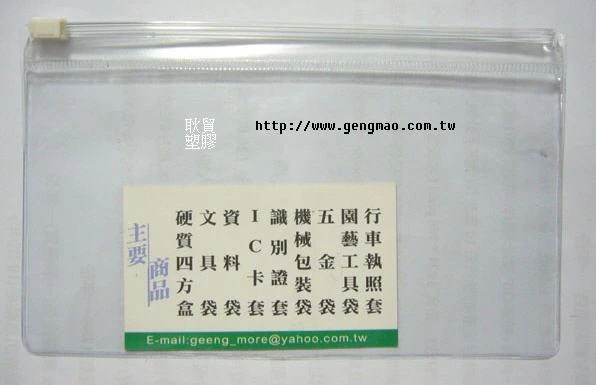 耿貿
塑膠
http://www.gengmao.com.tw
主要
商品
行車執照套
園藝工具袋
五金袋
機械包裝袋
識別證套
IC卡套
資料袋
文具袋
硬質四方盒
E-mail:geeng_more@yahoo.com.tw